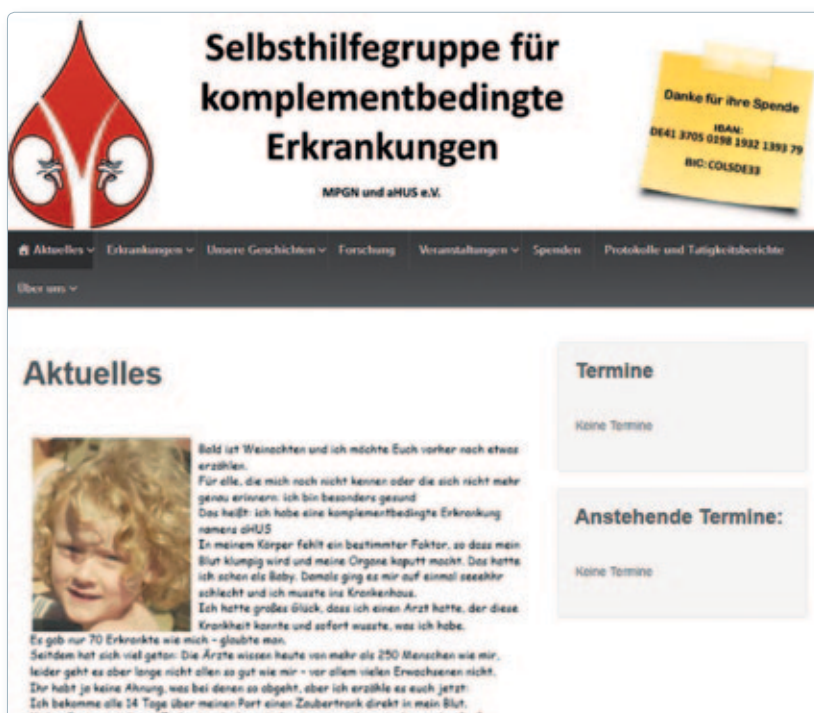 Selbsthilfegruppe für
komplementbedingte
Erkrankungen
MPGN und aHUS e.V.
Danke für ihre Spende
IBAN:
DE41 3705 0198 1932 1393 79
BIC: COLSDE33
Aktuelles Erkrankungen Unsere Geschichten Forschung Veranstaltungen Spenden Protokolle und Tätigkeitsberichte
Über uns
Aktuelles
Bald ist Weinachten und ich möchte Euch vorher noch etwas
erzählen.
Für alle, die mich noch nicht kennen oder die sich nicht mehr
genau erinnern: ich bin besonders gesund
Das heißt: ich habe eine komplementbedingte Erkrankung
namens aHUS
In meinem Körper fehlt ein bestimmter Faktor, so dass mein
Blut klumpig wird und meine Organe kaputt macht. Das hatte
ich schon als Baby. Damals ging es mir auf einmal seeehhr
schlecht und ich musste ins Krankenhaus.
Ich hatte großes Glück, dass ich einen Arzt hatte, der diese
Krankheit kannte und sofort wusste, was ich habe.
Es gab nur 70 Erkrankte wie mich – glaubte man.
Seitdem hat sich viel getan: Die Ärzte wissen heute von mehr als 250 Menschen wie mir,
leider geht es aber lange nicht allen so gut wie mir – vor allem vielen Erwachsenen nicht.
Ihr habt ja keine Ahnung, was bei denen so abgeht, aber ich erzähle es euch jetzt:
Ich bekomme alle 14 Tage über meinen Port einen Zaubertrank direkt in mein Blut.
Termine
Keine Termine
Anstehende Termine:
Keine Termine